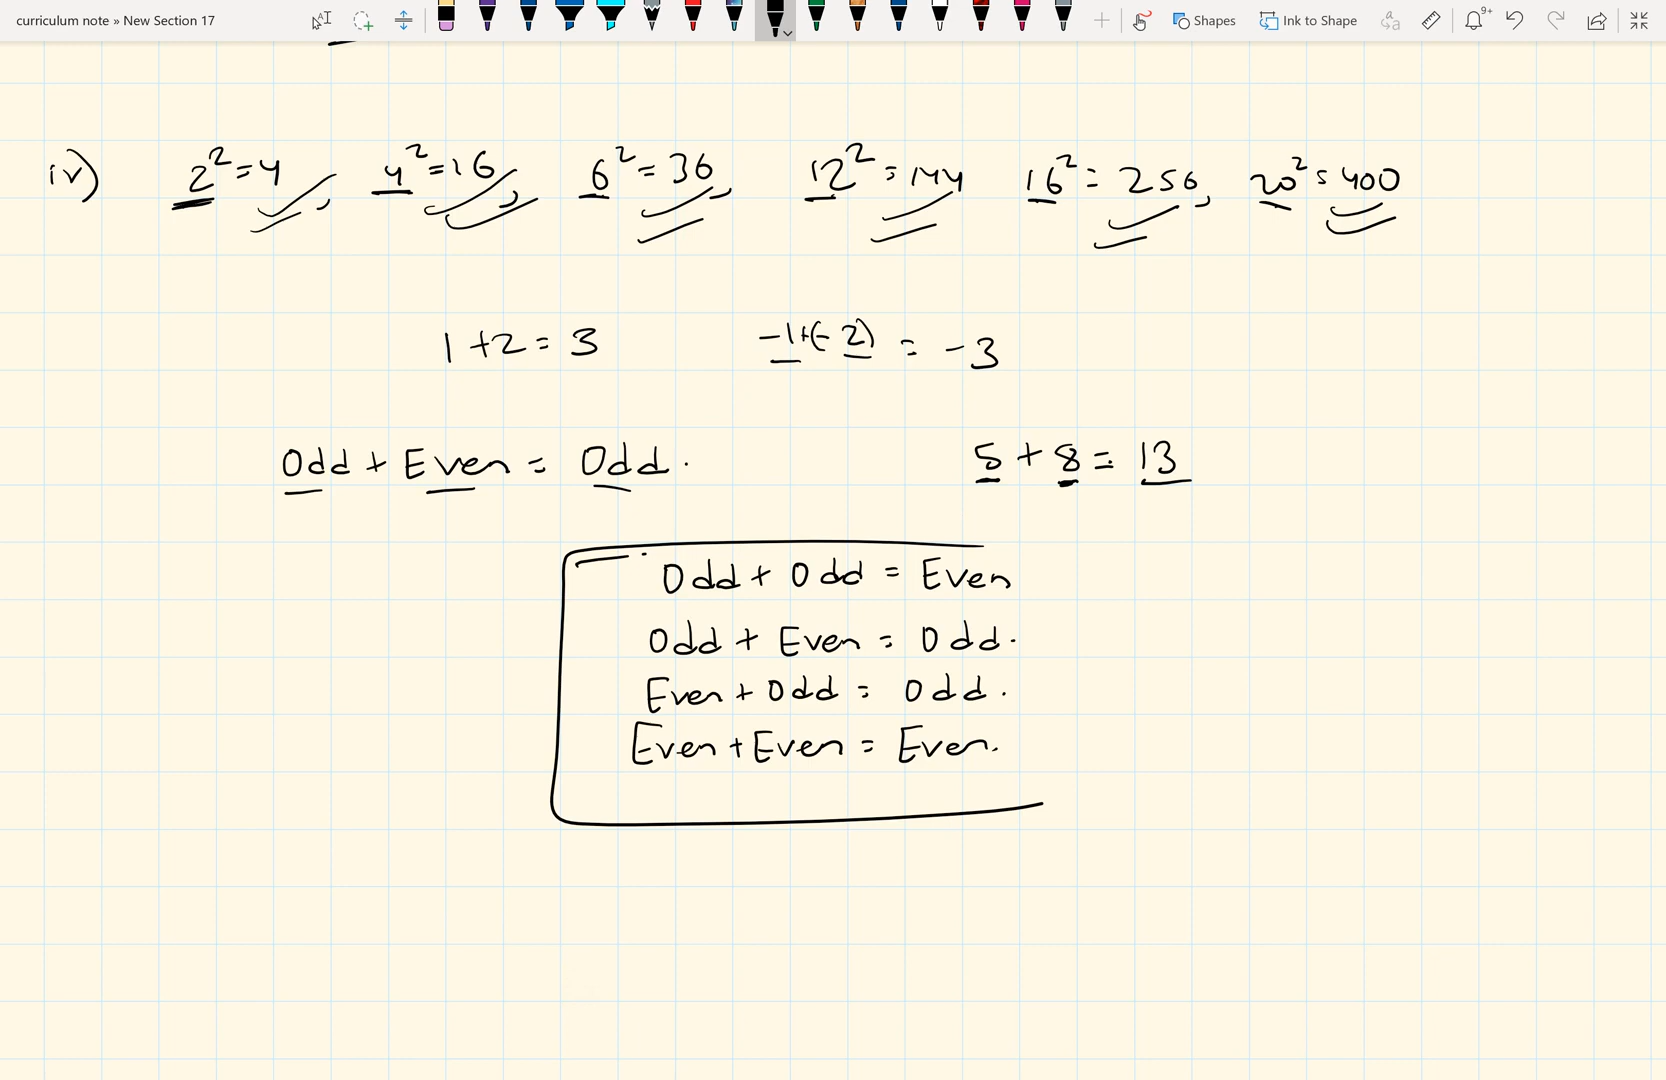 curriculum note » New Section 17
Shapes Ink to Shape 9+
iv) 2² = 4, 4² = 16, 6² = 36, 12² = 144 16² = 256, 20² = 400
1 + 2 = 3 -1+(-2) = -3
Odd + Even = Odd. 5 + 8 = 13
Odd + Odd = Even
Odd + Even = Odd.
Even + Odd = Odd.
Even + Even = Even.